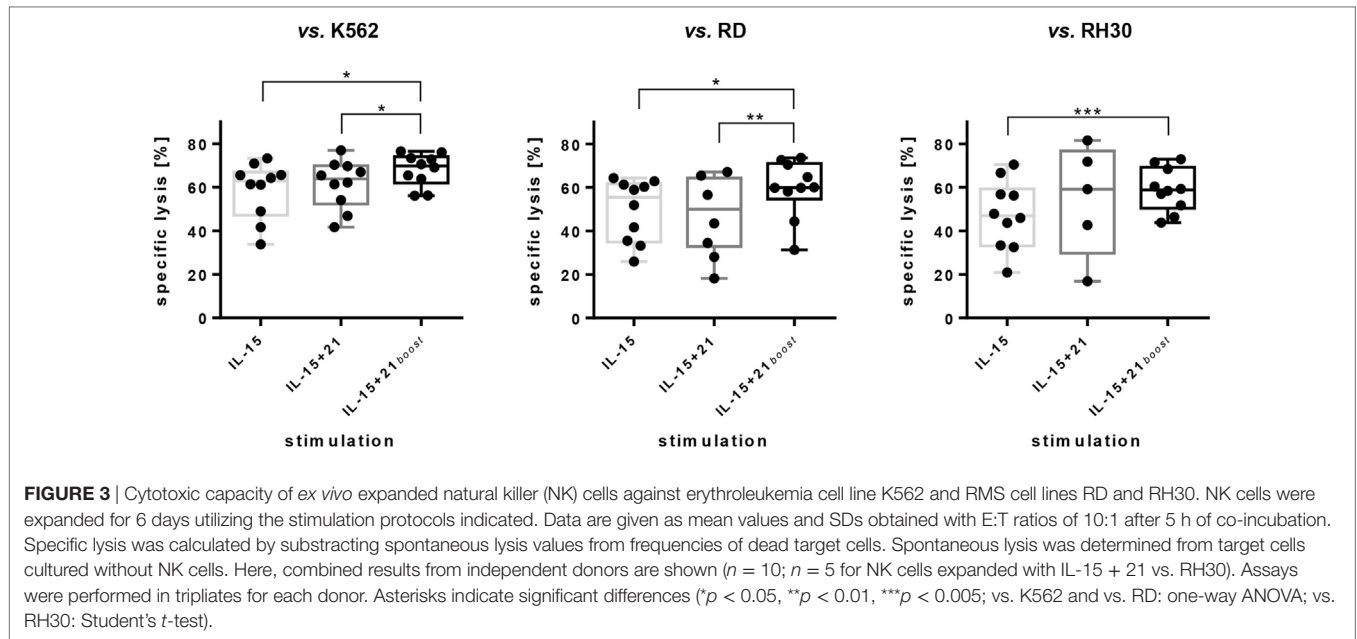 vs. K562
vs. RD
vs. RH30
*
*
specific lysis [%]
80
60
40
20
0
IL-15
IL-15+21
IL-15+21 boost
stimulation
*
**
specific lysis [%]
80
60
40
20
0
IL-15
IL-15+21
IL-15+21 boost
stimulation
***
specific lysis [%]
80
60
40
20
0
IL-15
IL-15+21
IL-15+21 boost
stimulation
FIGURE 3 | Cytotoxic capacity of ex vivo expanded natural killer (NK) cells against erythroleukemia cell line K562 and RMS cell lines RD and RH30. NK cells were
expanded for 6 days utilizing the stimulation protocols indicated. Data are given as mean values and SDs obtained with E:T ratios of 10:1 after 5 h of co-incubation.
Specific lysis was calculated by substracting spontaneous lysis values from frequencies of dead target cells. Spontaneous lysis was determined from target cells
cultured without NK cells. Here, combined results from independent donors are shown (n = 10; n = 5 for NK cells expanded with IL-15 + 21 vs. RH30). Assays
were performed in tripliates for each donor. Asterisks indicate significant differences (*p < 0.05, **p < 0.01, ***p < 0.005; vs. K562 and vs. RD: one-way ANOVA; vs.
RH30: Student's t-test).